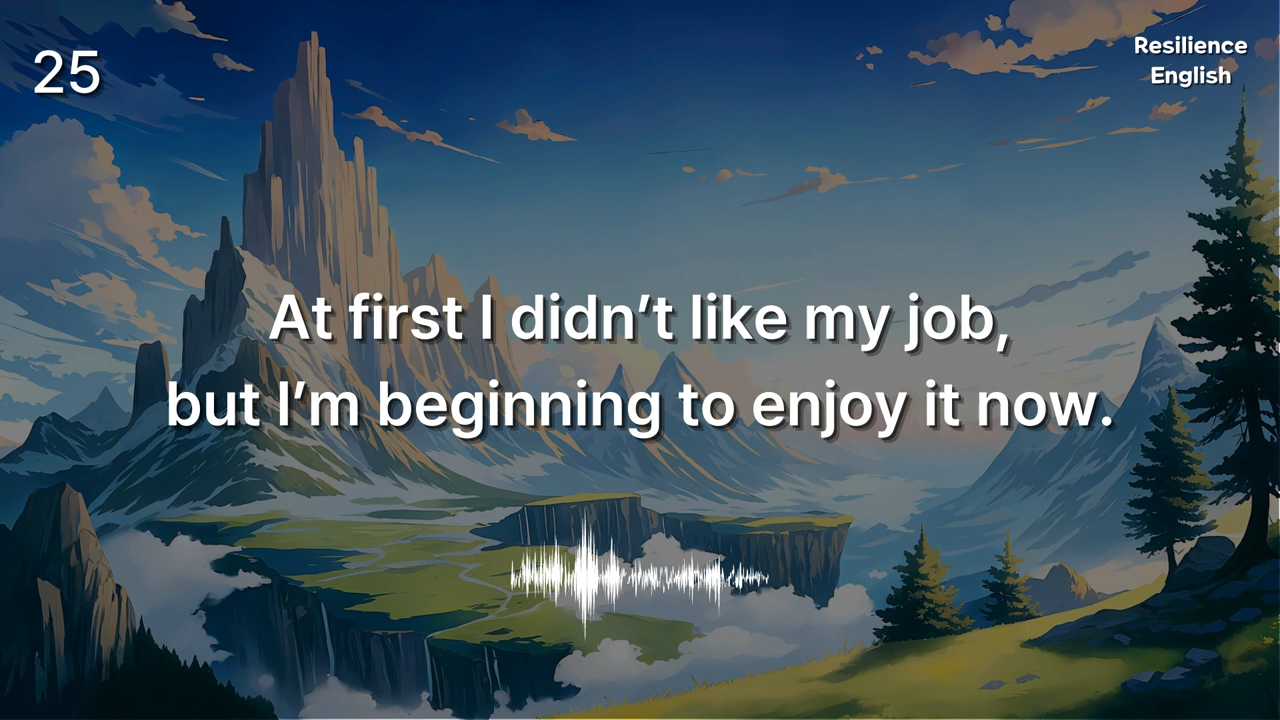 25
Resilience
English
At first I didn’t like my job,
but I’m beginning to enjoy it now.